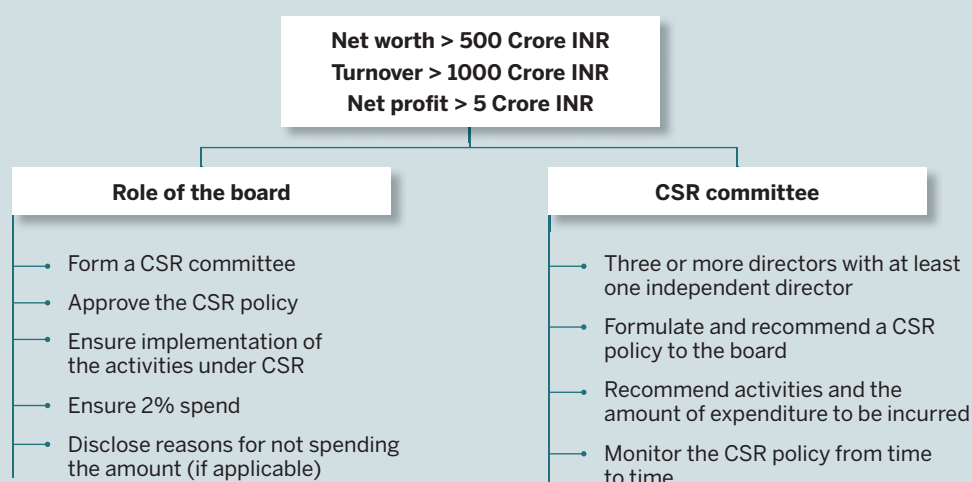 Net worth > 500 Crore INR
Turnover > 1000 Crore INR
Net profit > 5 Crore INR
Role of the board
Form a CSR committee
Approve the CSR policy
Ensure implementation of
the activities under CSR
Ensure 2% spend
Disclose reasons for not spending
the amount (if applicable)
CSR committee
Three or more directors with at least
one independent director
Formulate and recommend a CSR
policy to the board
Recommend activities and the
amount of expenditure to be incurred
Monitor the CSR policy from time
to time